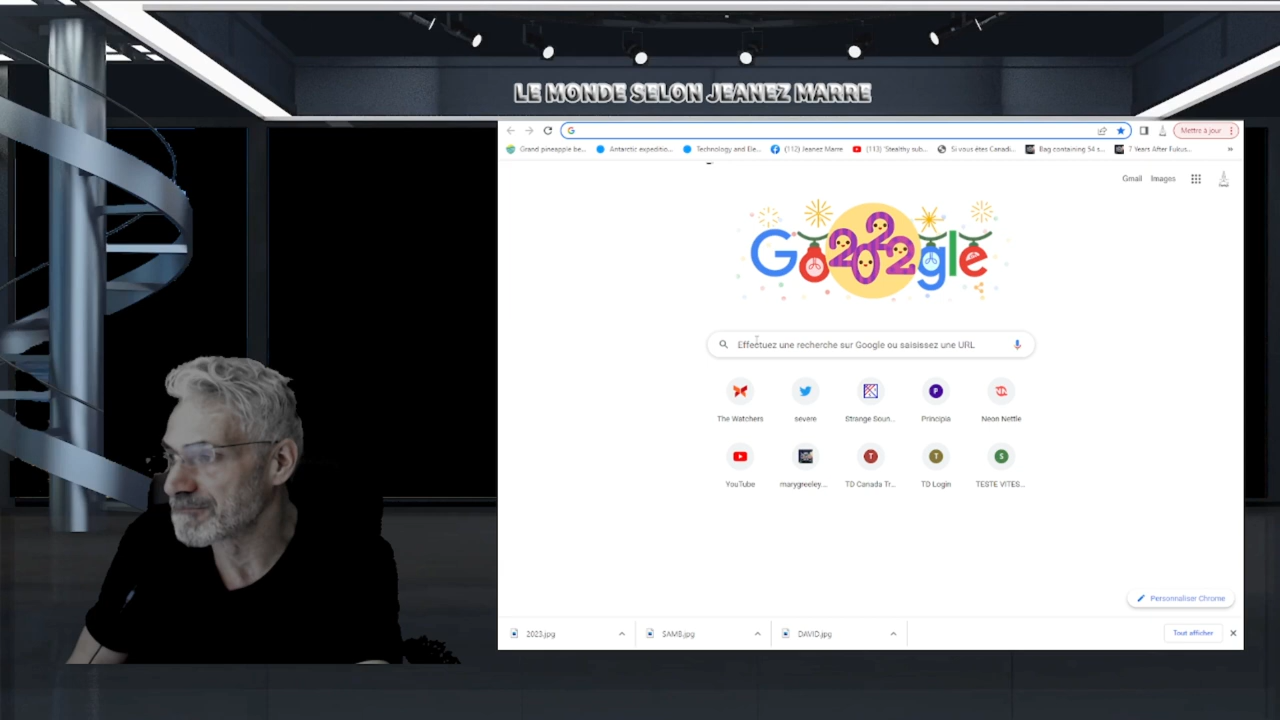 LE MONDE SELON JEANEZ MARRE
Mettre à jour
Grand pineapple be... Antarctic expeditio... Technology and Ele... (112) Jeanez Marre (113) 'Stealthy sub... Si vous êtes Canadi... Bag containing 54 s... 7 Years After Fukus... »
Gmail Images
Go2022gle
Effectuez une recherche sur Google ou saisissez une URL
The Watchers severe Strange Soun... Principia Neon Nettle
YouTube marygreeley.... TD Canada Tr... TD Login TESTE VITES...
Personnaliser Chrome
2023.jpg SAMB.jpg DAVID.jpg Tout afficher